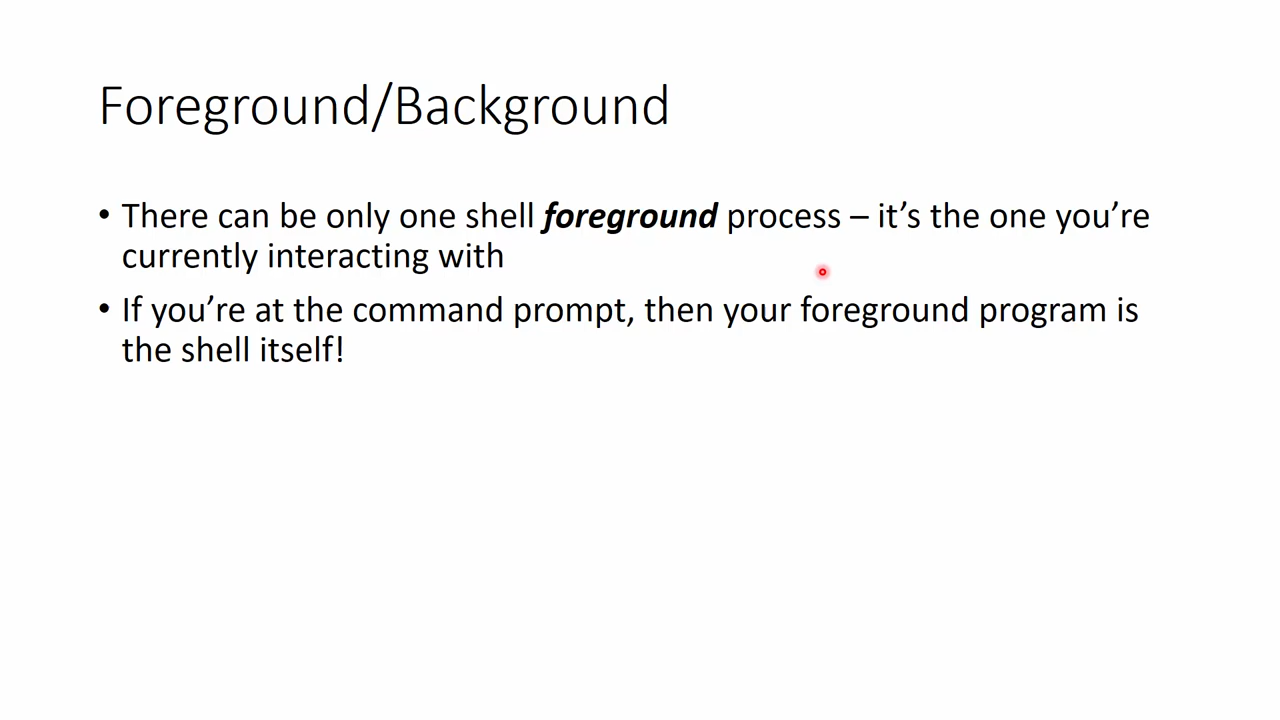 Foreground/Background
• There can be only one shell foreground process – it’s the one you’re
currently interacting with
• If you’re at the command prompt, then your foreground program is
the shell itself!